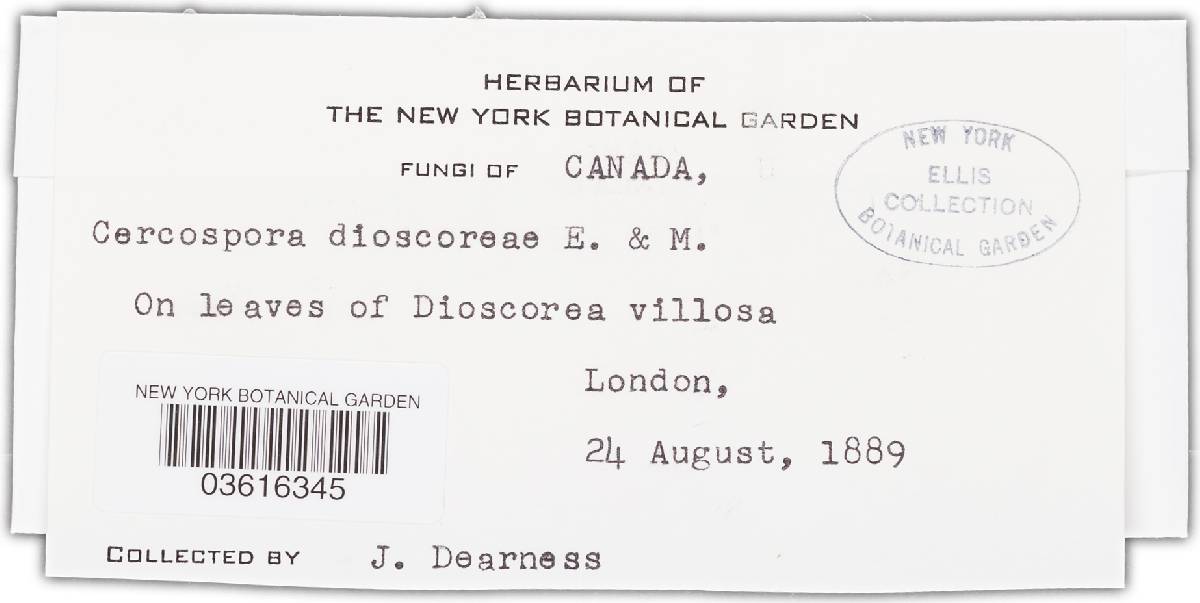 HERBARIUM OF
THE NEW YORK BOTANICAL GARDEN
FUNGI OF CANADA,
NEW YORK
ELLIS
COLLECTION
BOTANICAL GARDEN
Cercospora dioscoreae E. & M.
On leaves of Dioscorea villosa
London,
24 August, 1889
NEW YORK BOTANICAL GARDEN
03616345
COLLECTED BY J. Dearness